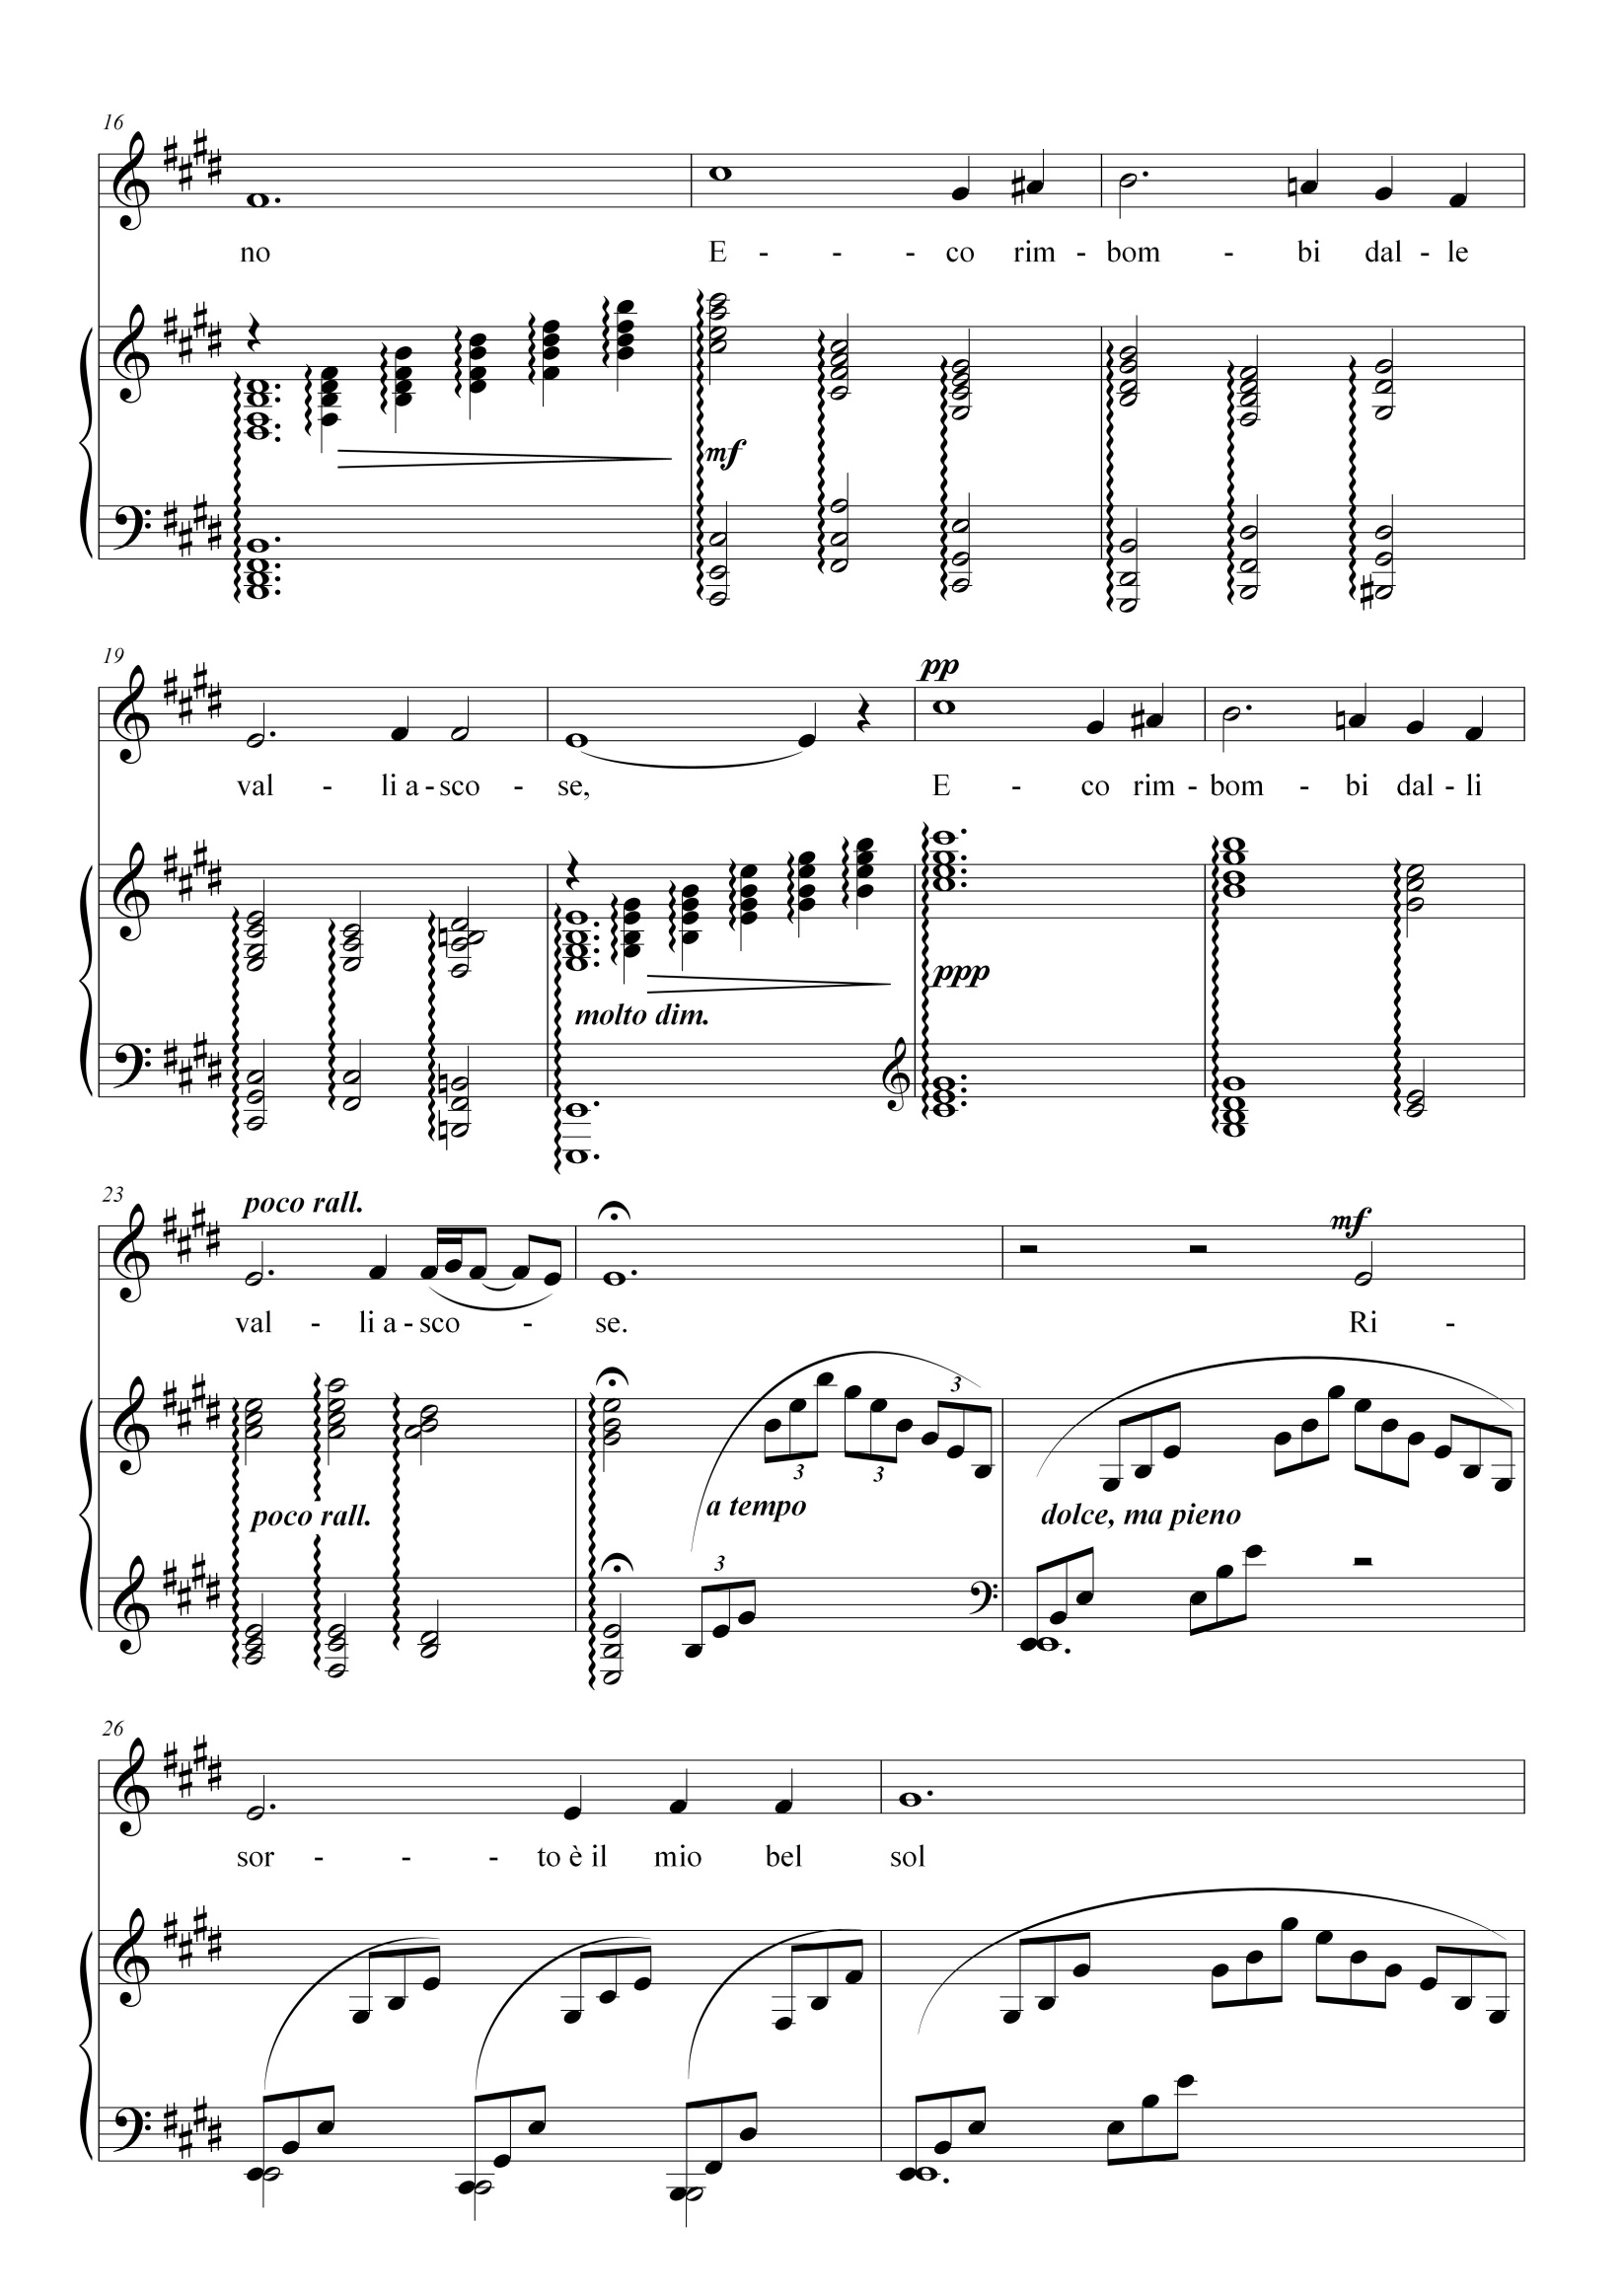 16
no E - - - co rim - bom - bi dal - le
mf
19
pp
val - li a - sco - se, E - co rim - bom - bi dal - li
ppp
molto dim.
23
poco rall.
mf
val - li a - sco - se. Ri -
3
3 3
poco rall. a tempo dolce, ma pieno
3
26
sor - - - to è il mio bel sol